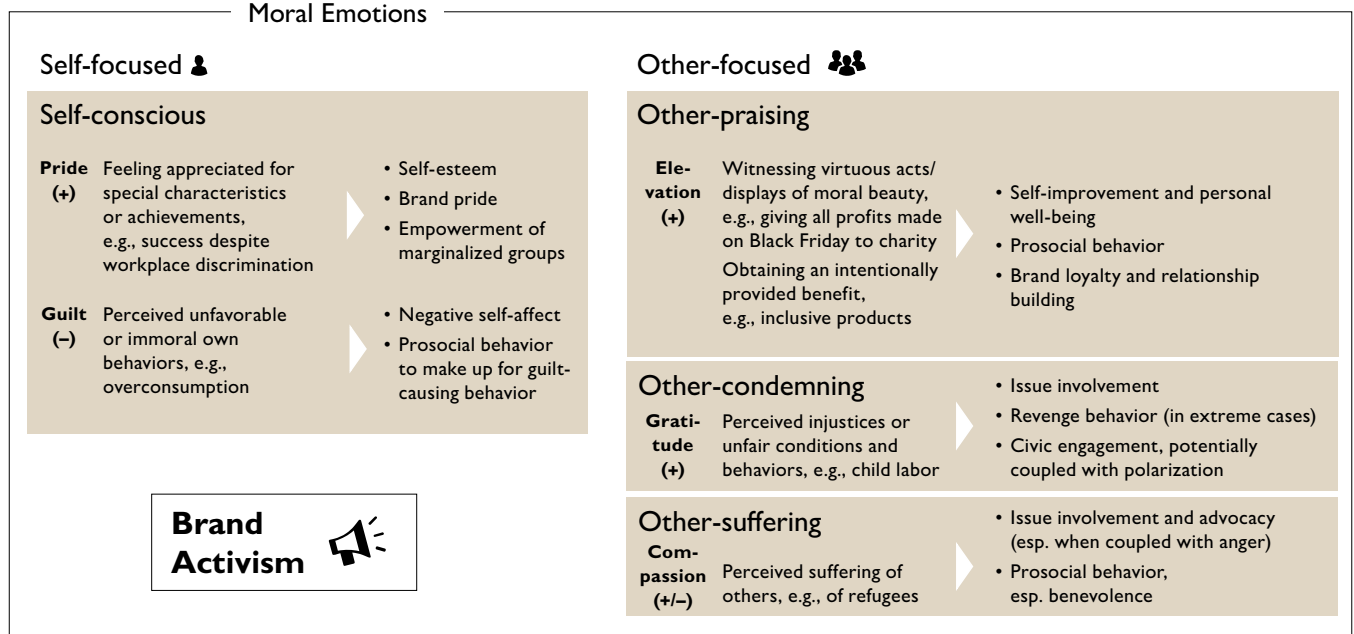 Moral Emotions
Self-focused
Self-conscious
Pride
(+)
Feeling appreciated for
special characteristics
or achievements,
e.g., success despite
workplace discrimination
• Self-esteem
• Brand pride
• Empowerment of
marginalized groups
Guilt
(–)
Perceived unfavorable
or immoral own
behaviors, e.g.,
overconsumption
• Negative self-affect
• Prosocial behavior
to make up for guilt-
causing behavior
Brand
Activism
Other-focused
Other-praising
Ele-
vation
(+)
Witnessing virtuous acts/
displays of moral beauty,
e.g., giving all profits made
on Black Friday to charity
Obtaining an intentionally
provided benefit,
e.g., inclusive products
• Self-improvement and personal
well-being
• Prosocial behavior
• Brand loyalty and relationship
building
Other-condemning
Grati-
tude
(+)
Perceived injustices or
unfair conditions and
behaviors, e.g., child labor
• Issue involvement
• Revenge behavior (in extreme cases)
• Civic engagement, potentially
coupled with polarization
Other-suffering
Com-
passion
(+/–)
Perceived suffering of
others, e.g., of refugees
• Issue involvement and advocacy
(esp. when coupled with anger)
• Prosocial behavior,
esp. benevolence